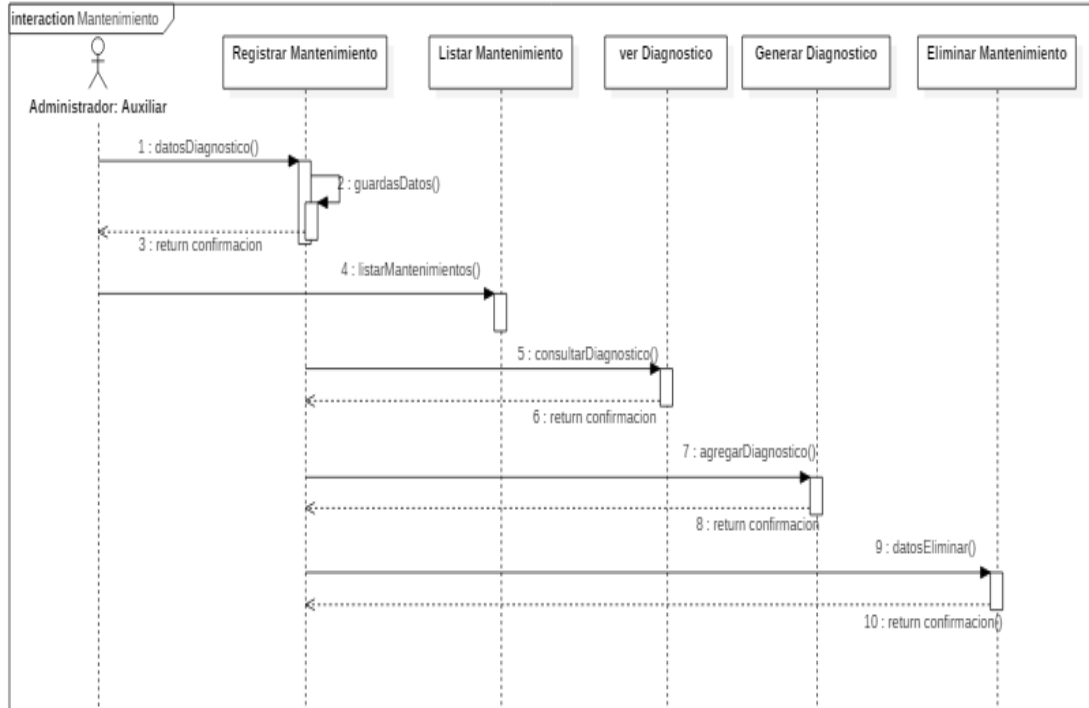 interaction Mantenimiento
Registrar Mantenimiento
Listar Mantenimiento
ver Diagnostico
Generar Diagnostico
Eliminar Mantenimiento
Administrador: Auxiliar
1 : datosDiagnostico()
2 : guardasDatos()
3 : return confirmacion
4 : listarMantenimientos()
5 : consultarDiagnostico()
6 : return confirmacion
7 : agregarDiagnostico()
8 : return confirmacion
9 : datosEliminar()
10 : return confirmacion()